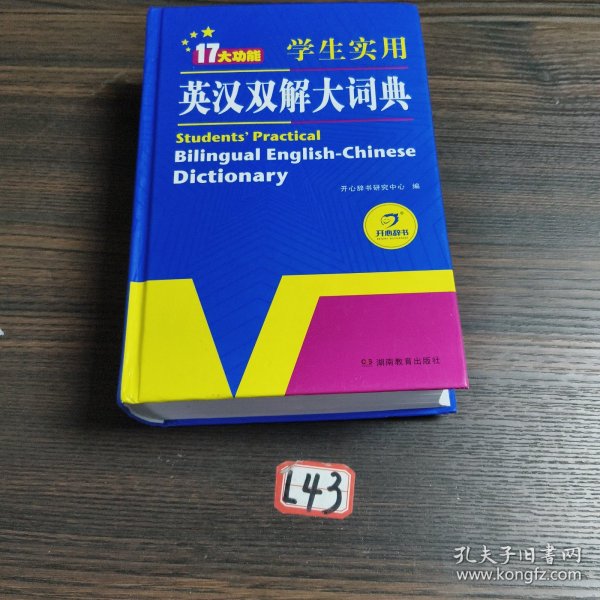 17大功能 学生实用
英汉双解大词典
Students' Practical
Bilingual English-Chinese
Dictionary
开心辞书研究中心 编
开心辞书
湖南教育出版社
L43
孔夫子旧书网
www.kongfz.com